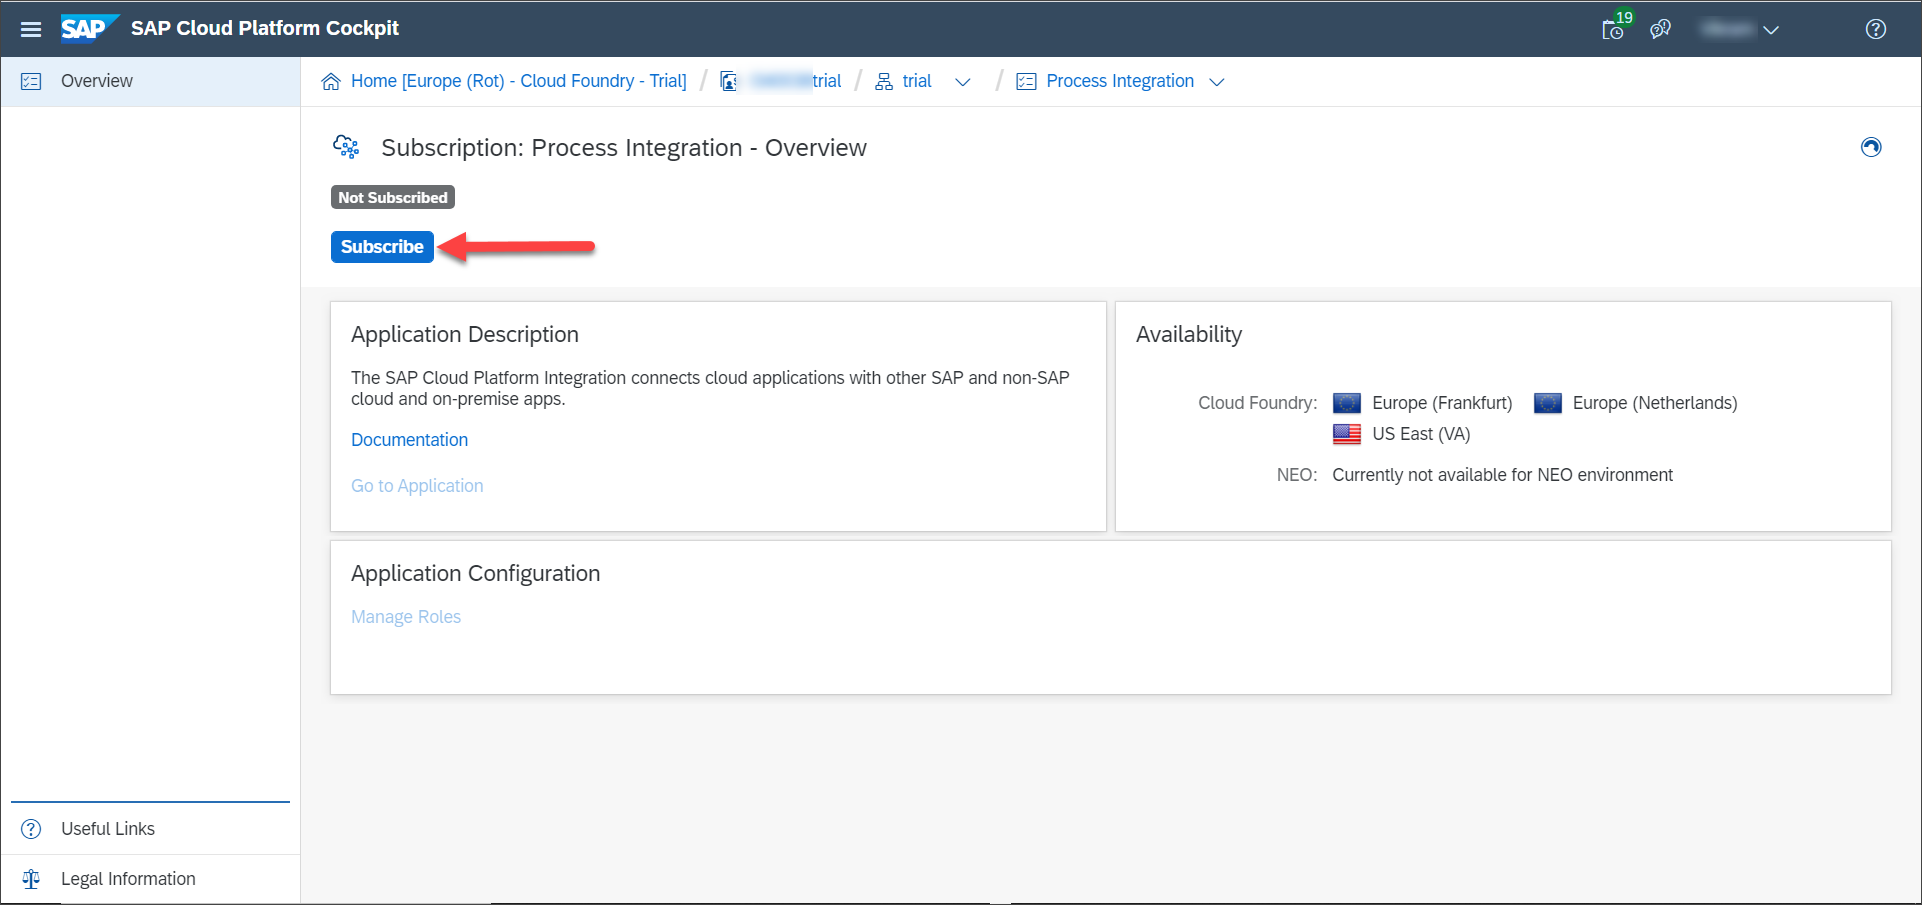 SAP SAP Cloud Platform Cockpit 19
Overview
Home [Europe (Rot) - Cloud Foundry - Trial] / trial / trial / Process Integration
Subscription: Process Integration - Overview
Not Subscribed
Subscribe
Application Description
The SAP Cloud Platform Integration connects cloud applications with other SAP and non-SAP
cloud and on-premise apps.
Documentation
Go to Application
Availability
Cloud Foundry: Europe (Frankfurt) Europe (Netherlands)
US East (VA)
NEO: Currently not available for NEO environment
Application Configuration
Manage Roles
Useful Links
Legal Information